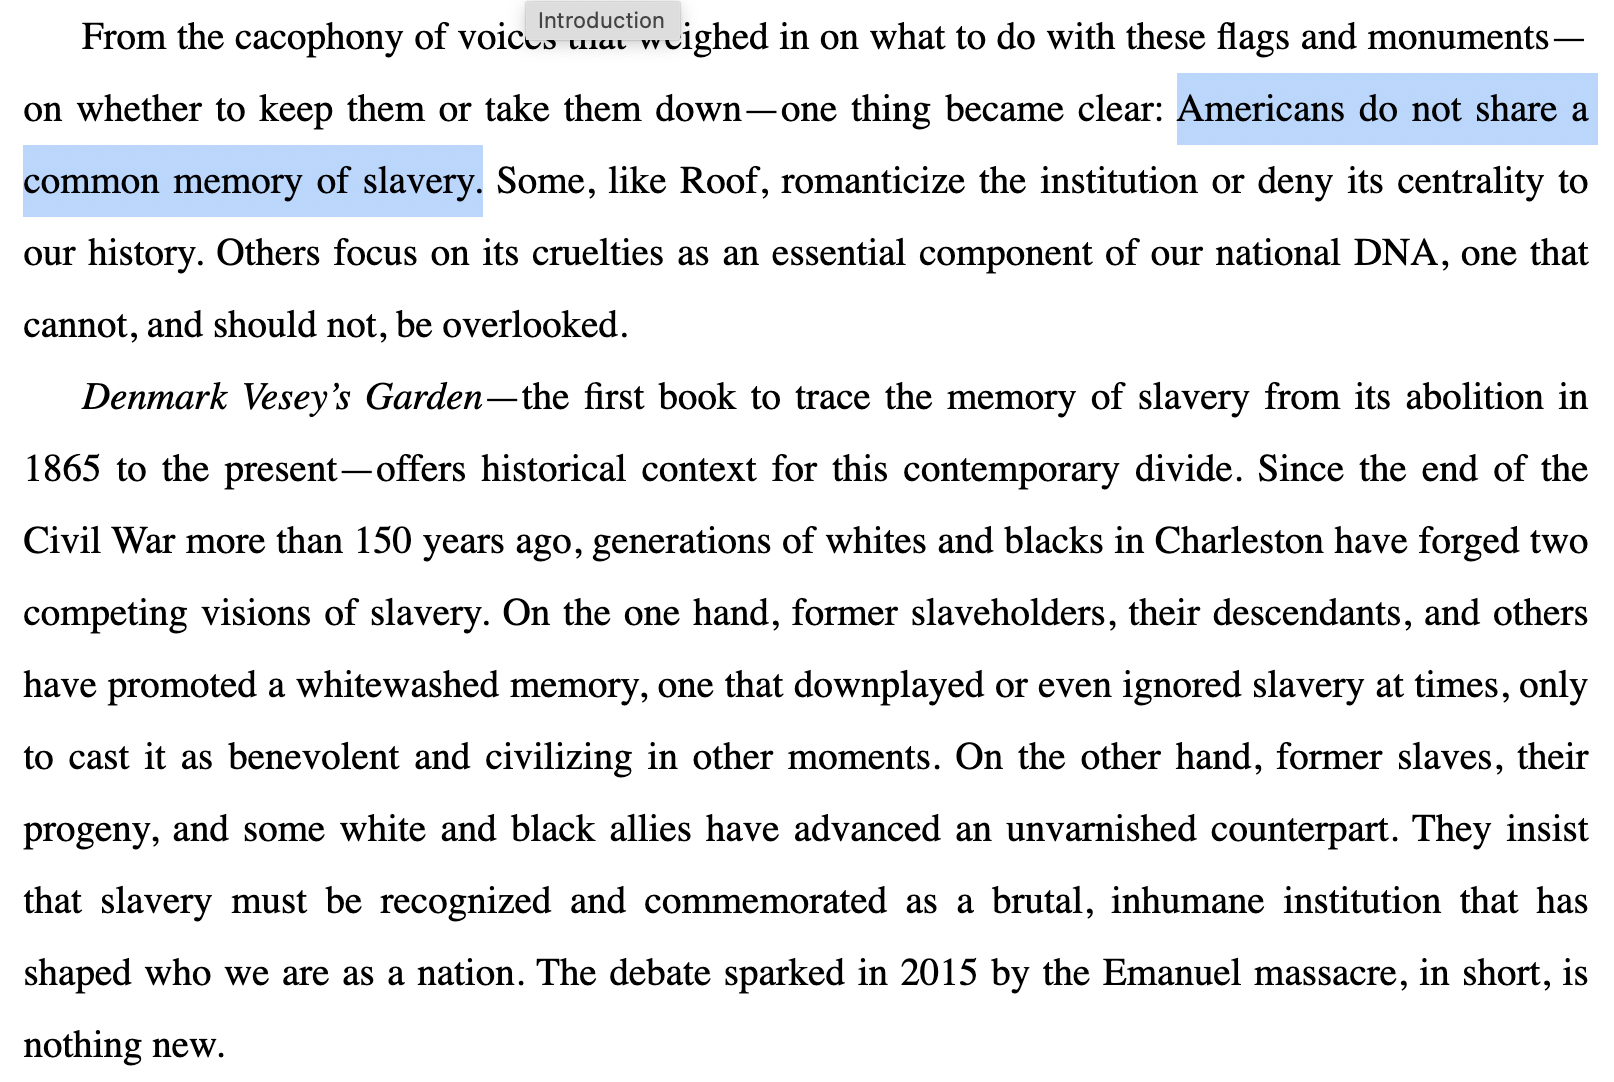 Introduction
From the cacophony of voices that weighed in on what to do with these flags and monuments—
on whether to keep them or take them down—one thing became clear: Americans do not share a
common memory of slavery. Some, like Roof, romanticize the institution or deny its centrality to
our history. Others focus on its cruelties as an essential component of our national DNA, one that
cannot, and should not, be overlooked.
Denmark Vesey’s Garden—the first book to trace the memory of slavery from its abolition in
1865 to the present—offers historical context for this contemporary divide. Since the end of the
Civil War more than 150 years ago, generations of whites and blacks in Charleston have forged two
competing visions of slavery. On the one hand, former slaveholders, their descendants, and others
have promoted a whitewashed memory, one that downplayed or even ignored slavery at times, only
to cast it as benevolent and civilizing in other moments. On the other hand, former slaves, their
progeny, and some white and black allies have advanced an unvarnished counterpart. They insist
that slavery must be recognized and commemorated as a brutal, inhumane institution that has
shaped who we are as a nation. The debate sparked in 2015 by the Emanuel massacre, in short, is
nothing new.